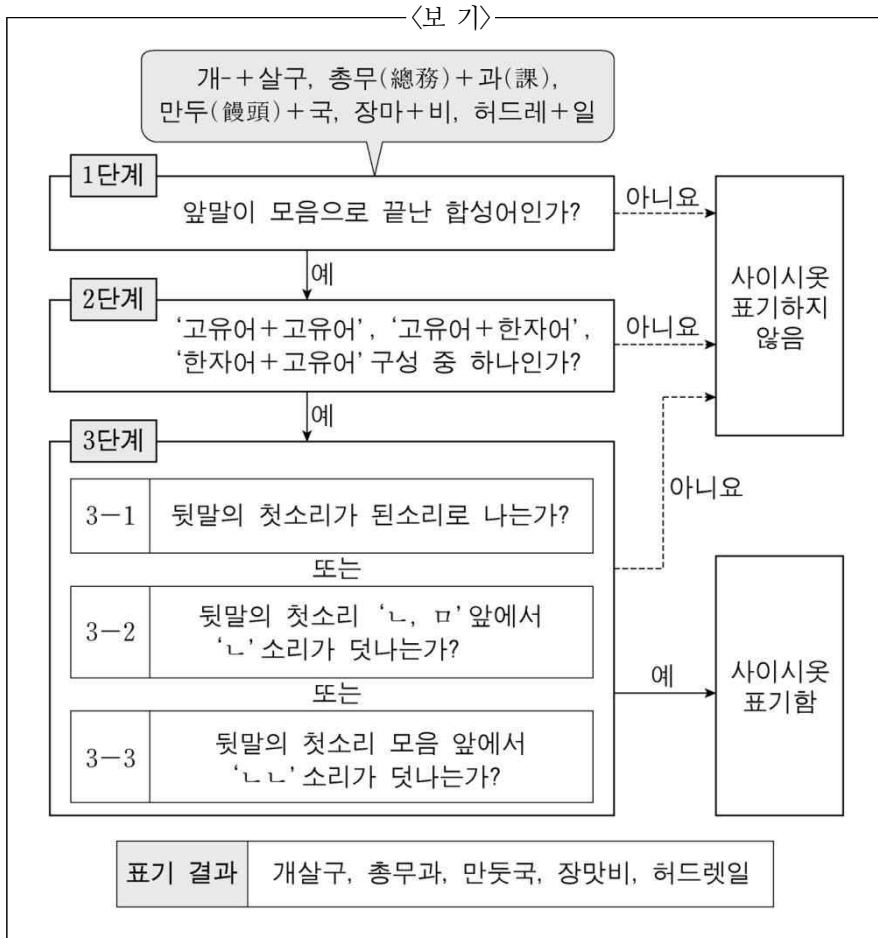 〈보 기〉
개-+살구, 총무(總務)+과(課),
만두(饅頭)+국, 장마+비, 허드레+일
1단계
앞말이 모음으로 끝난 합성어인가?
아니요
예
2단계
‘고유어+고유어’, ‘고유어+한자어’,
‘한자어+고유어’ 구성 중 하나인가?
아니요
사이시옷
표기하지
않음
예
3단계
3-1 뒷말의 첫소리가 된소리로 나는가?
또는
3-2 뒷말의 첫소리 ‘ㄴ, ㅁ’ 앞에서
‘ㄴ’ 소리가 덧나는가?
또는
3-3 뒷말의 첫소리 모음 앞에서
‘ㄴㄴ’ 소리가 덧나는가?
아니요
예
사이시옷
표기함
표기 결과 개살구, 총무과, 만둣국, 장맛비, 허드렛일